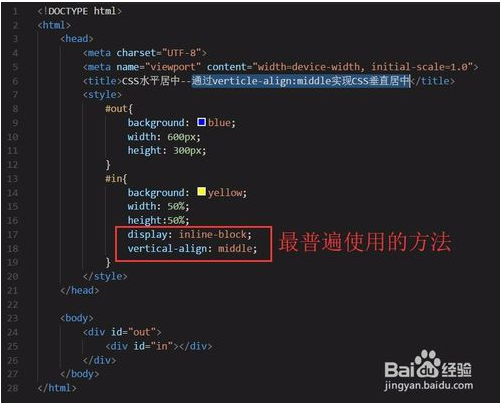 1 <!DOCTYPE html>
2 <html>
3 <head>
4 <meta charset="UTF-8">
5 <meta name="viewport" content="width=device-width, initial-scale=1.0">
6 <title>CSS水平居中--通过verticle-align:middle实现CSS垂直居中</title>
7 <style>
8 #out{
9 background: blue;
10 width: 600px;
11 height: 300px;
12 }
13 #in{
14 background: yellow;
15 width: 50%;
16 height:50%;
17 display: inline-block;
18 vertical-align: middle;
最普遍使用的方法
19 }
20 </style>
21 </head>
22
23 <body>
24 <div id="out">
25 <div id="in"></div>
26 </div>
27 </body>
28 </html>
Baidu 经验
jingyan.baidu.com